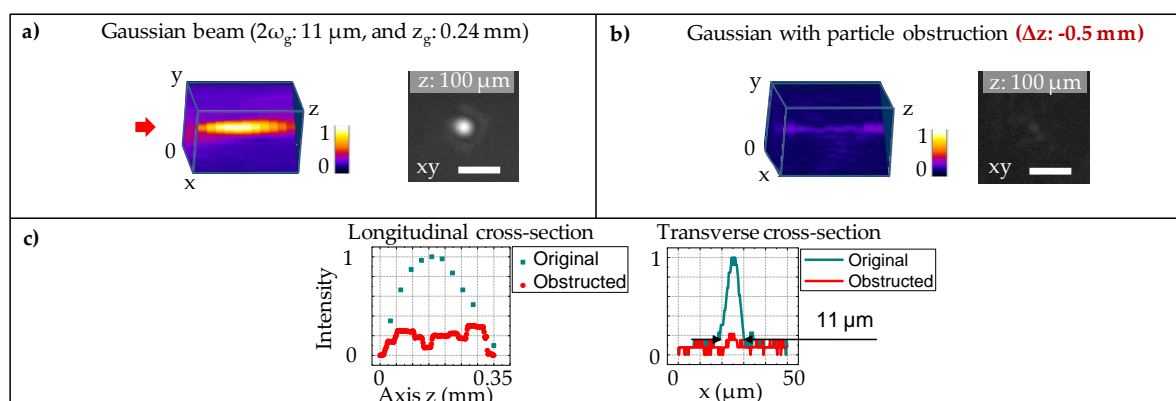 a) Gaussian beam (2ω_g: 11 µm, and z_g: 0.24 mm)
y
z
1
0
0
x
z: 100 µm
xy
b) Gaussian with particle obstruction (Δz: -0.5 mm)
y
z
1
0
0
x
z: 100 µm
xy
c)
Longitudinal cross-section
1
Intensity
0
0
0.35
Axis z (mm)
Original
Obstructed
Transverse cross-section
1
0
0
50
x (µm)
Original
Obstructed
11 µm